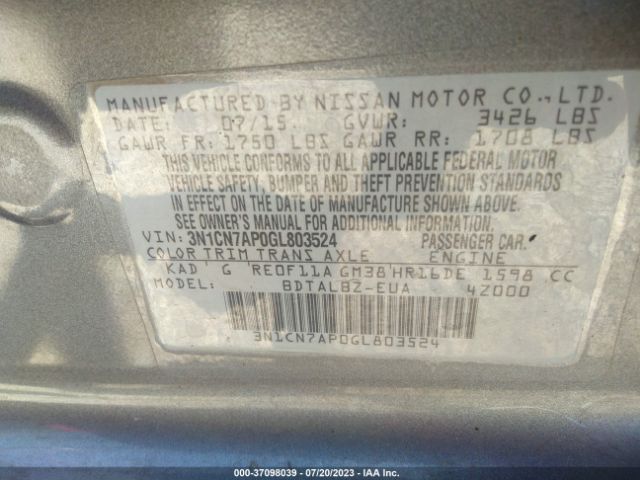 MANUFACTURED BY NISSAN MOTOR CO.,LTD.
DATE: 07/15 GVWR: 3426 LBS
GAWR FR: 1750 LBS GAWR RR: 1708 LBS
THIS VEHICLE CONFORMS TO ALL APPLICABLE FEDERAL MOTOR
VEHICLE SAFETY, BUMPER AND THEFT PREVENTION STANDARDS
IN EFFECT ON THE DATE OF MANUFACTURE SHOWN ABOVE.
SEE OWNER'S MANUAL FOR ADDITIONAL INFORMATION.
VIN: 3N1CN7AP0GL803524 PASSENGER CAR
COLOR TRIM TRANS AXLE ENGINE
KAD G RE0F11A GM38 HR16DE 1598 CC
MODEL: BDTALBZ-EUA 4Z000
3N1CN7AP0GL803524
000-37098039 - 07/20/2023 - IAA Inc.